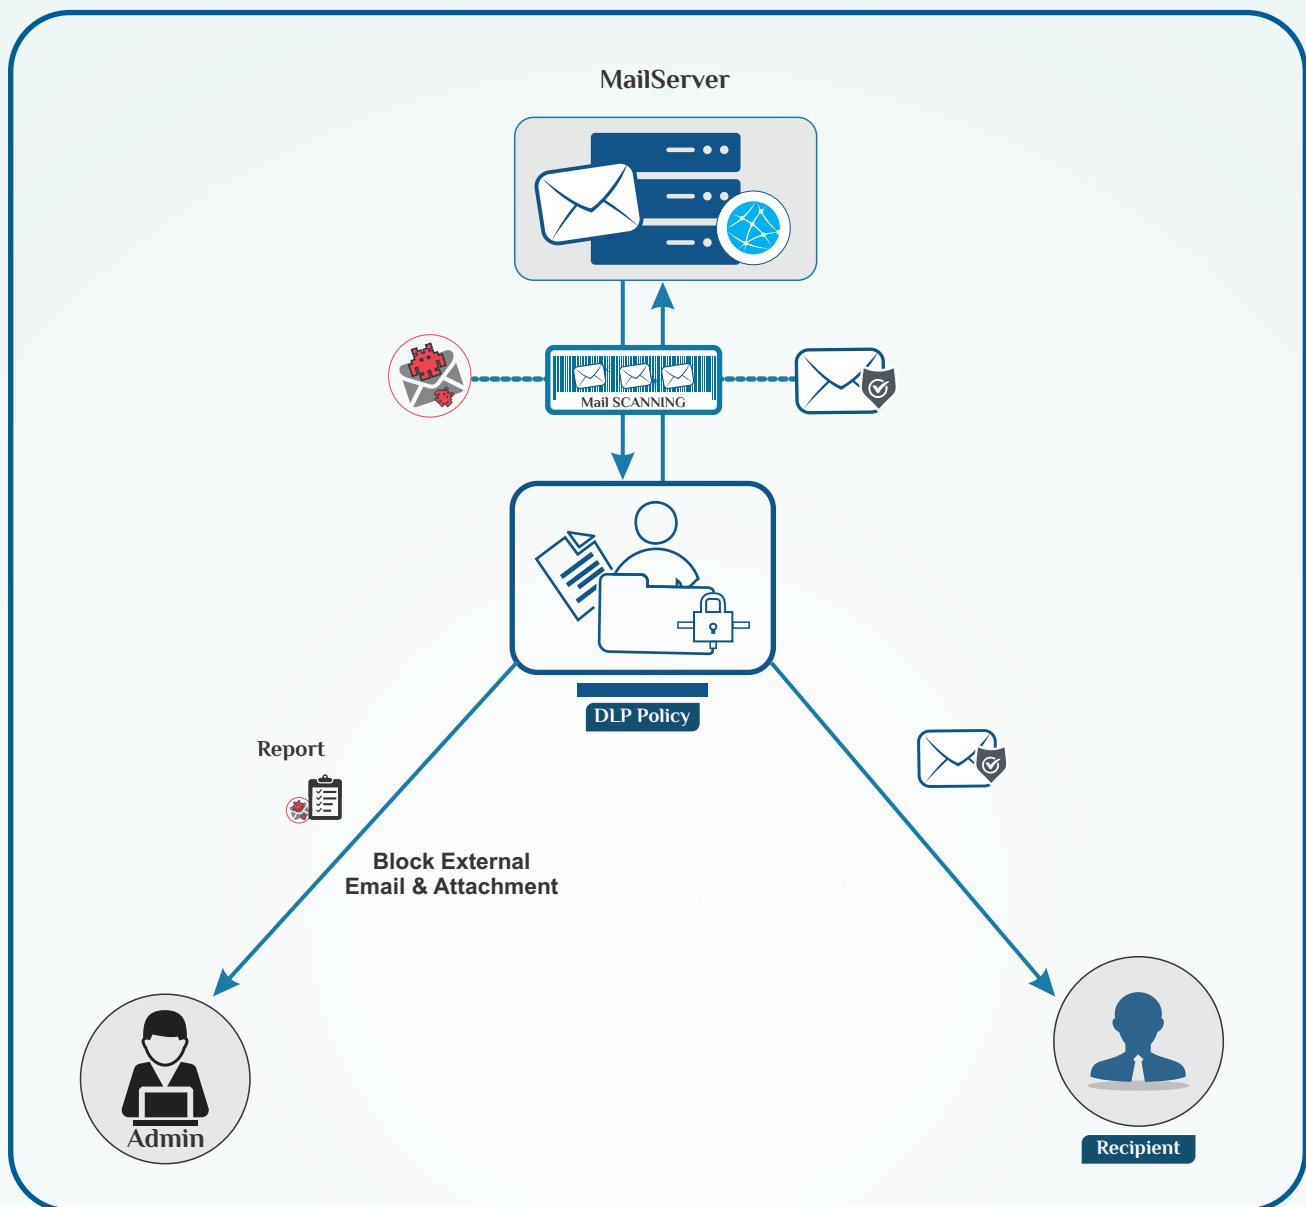 MailServer
Mail SCANNING
DLP Policy
Report
Block External
Email & Attachment
Admin
Recipient